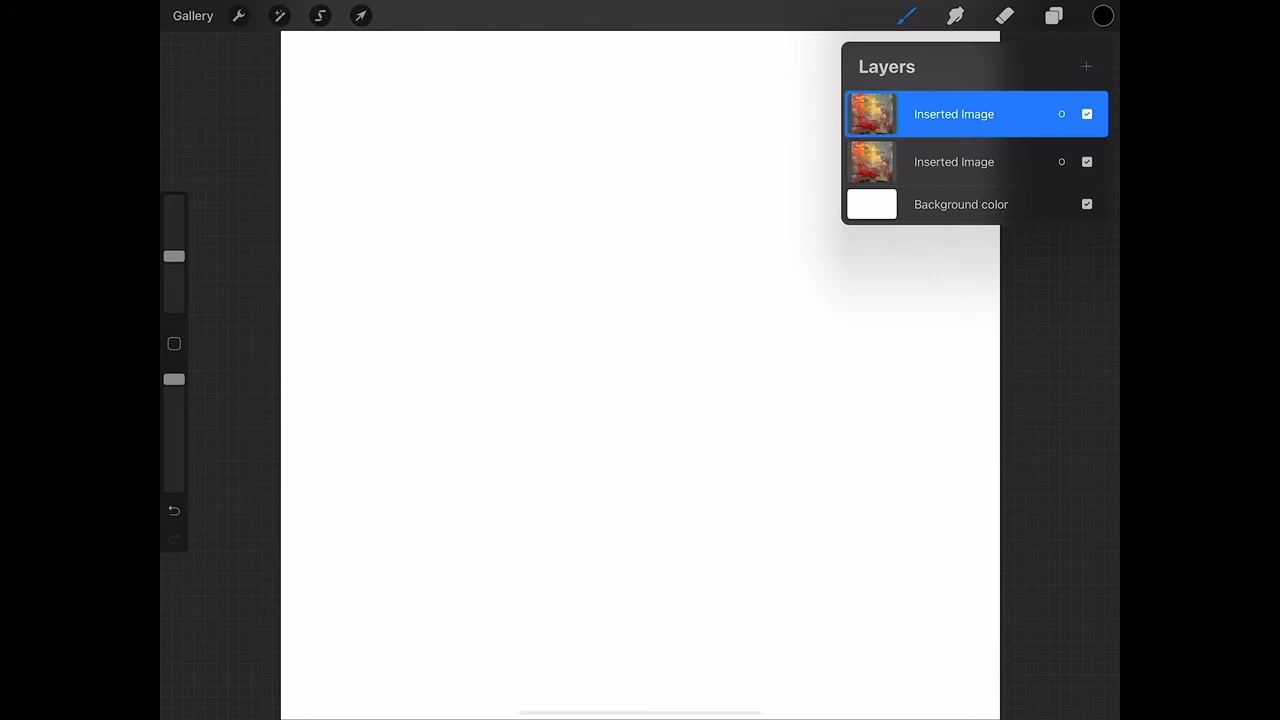 Gallery
Layers
Inserted Image O
Inserted Image O
Background color